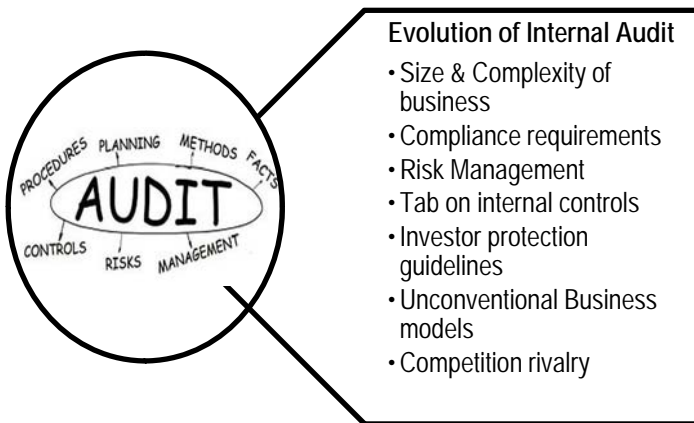 PROCEDURES PLANNING METHODS FACTS
AUDIT
CONTROLS RISKS MANAGEMENT
Evolution of Internal Audit
• Size & Complexity of
business
• Compliance requirements
• Risk Management
• Tab on internal controls
• Investor protection
guidelines
• Unconventional Business
models
• Competition rivalry